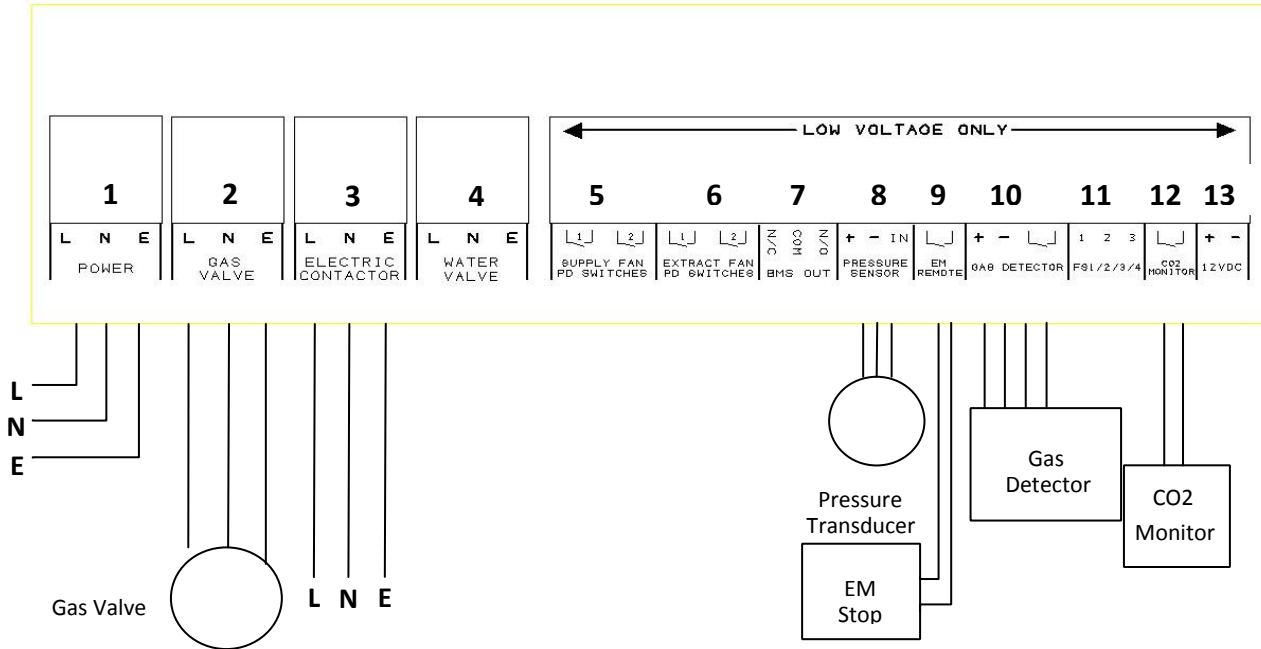 LOW VOLTAGE ONLY
1 2 3 4 5 6 7 8 9 10 11 12 13
L N E L N E L N E L N E 1 2 1 2 N/C COM N/O + - IN + - 1 2 3 + -
POWER
GAS
VALVE
ELECTRIC
CONTACTOR
WATER
VALVE
SUPPLY FAN
PD SWITCHES
EXTRACT FAN
PD SWITCHES
BMS OUT
PRESSURE
SENSOR
EM
REMOTE
GAS DETECTOR
FS1/2/3/4
CO2
MONITOR
12VDC
L
N
E
Gas Valve
L N E
Pressure
Transducer
EM
Stop
Gas
Detector
CO2
Monitor